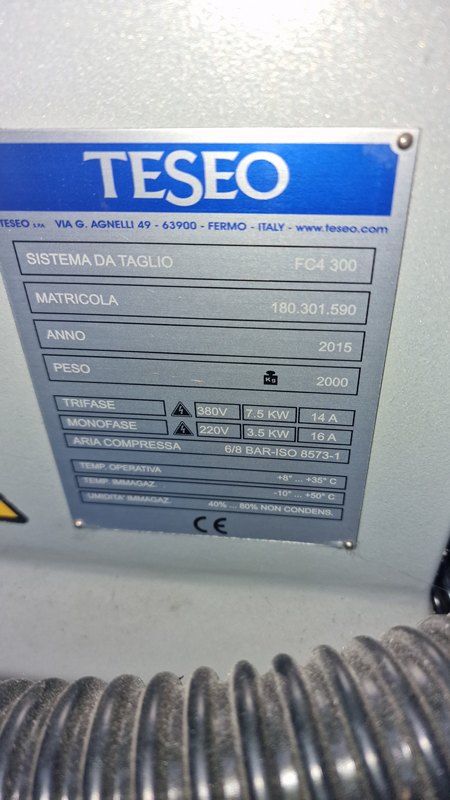 TESEO
TESEO S.P.A. VIA G. AGNELLI 49 - 63900 - FERMO - ITALY - www.teseo.com
SISTEMA DA TAGLIO FC4 300
MATRICOLA 180.301.590
ANNO 2015
PESO Kg 2000
TRIFASE 380V 7.5 KW 14 A
MONOFASE 220V 3.5 KW 16 A
ARIA COMPRESSA 6/8 BAR-ISO 8573-1
TEMP. OPERATIVA +8° ... +35° C
TEMP. IMMAGAZ. -10° ... +50° C
UMIDITA' IMMAGAZ. 40% ... 80% NON CONDENS.
CE